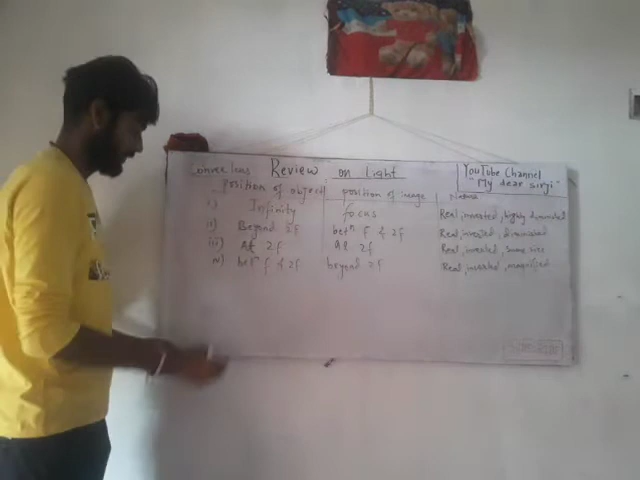 Convex lens Review on Light
YouTube Channel
"My dear sirji"
Position of object position of image
i) Infinity focus Real, inverted, highly diminished
ii) Beyond 2f betn f & 2f Real, inverted, diminished
iii) At 2f At 2f Real, inverted, same size
iv) betn f & 2f beyond 2f Real, inverted, magnified